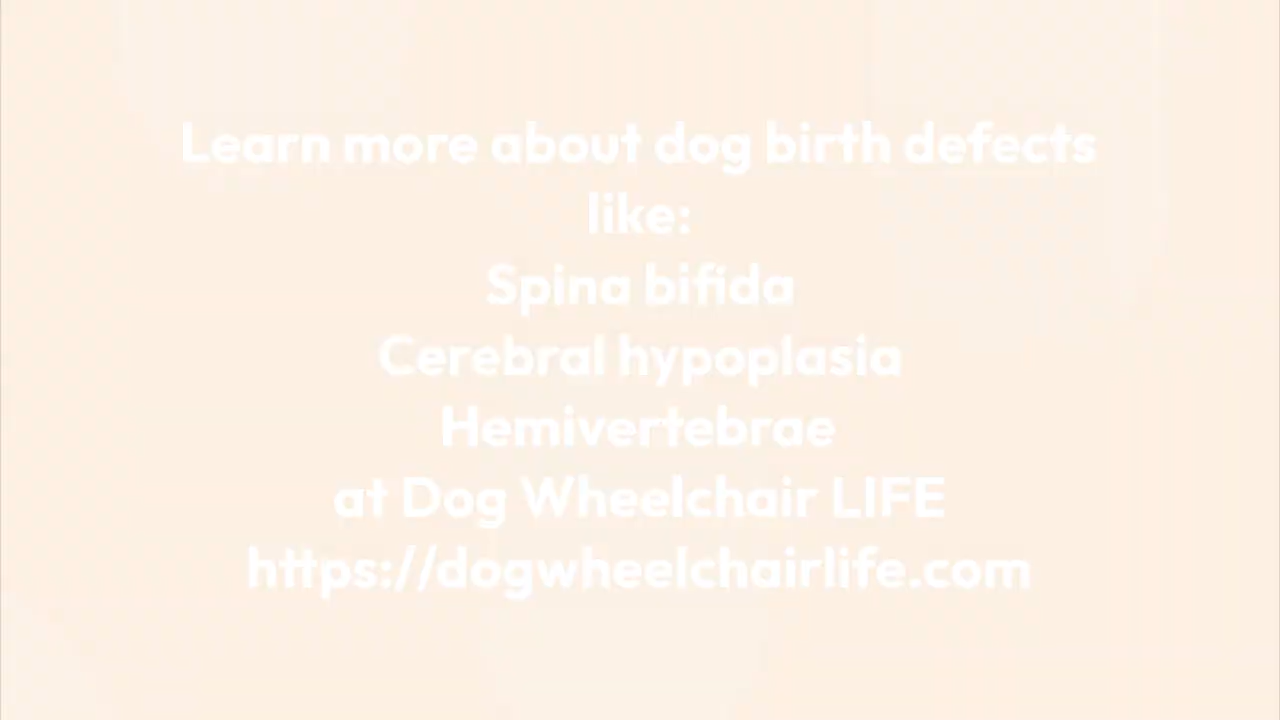 Learn more about dog birth defects
like:
Spina bifida
Cerebral hypoplasia
Hemivertebrae
at Dog Wheelchair LIFE
https://dogwheelchairlife.com